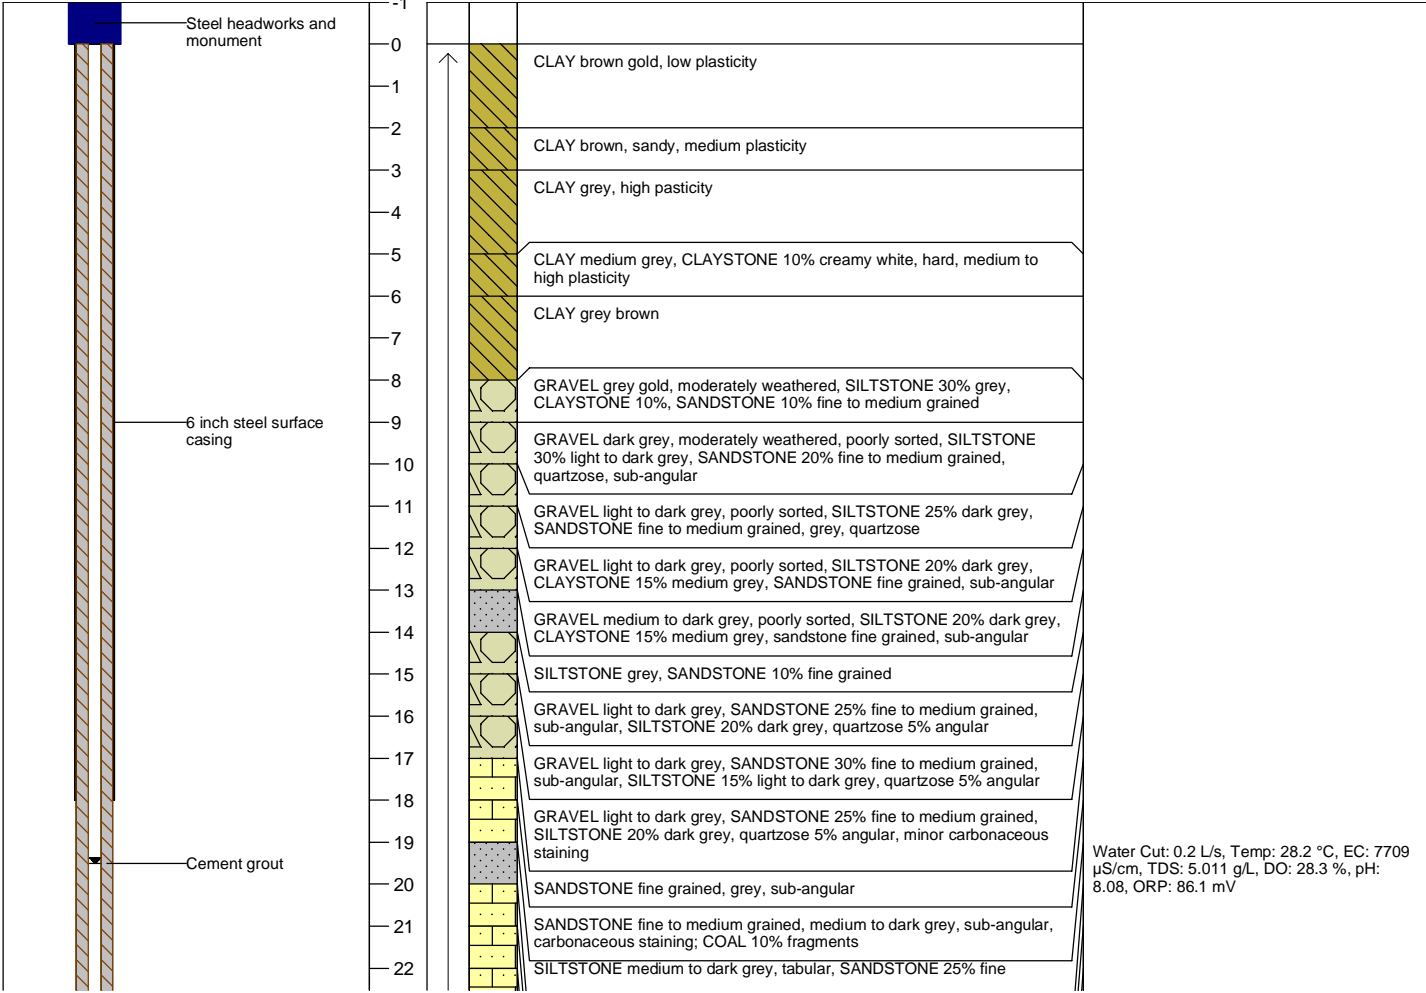 Steel headworks and
monument
6 inch steel surface
casing
Cement grout
-1
0
1
2
3
4
5
6
7
8
9
10
11
12
13
14
15
16
17
18
19
20
21
22
CLAY brown gold, low plasticity
CLAY brown, sandy, medium plasticity
CLAY grey, high pasticity
CLAY medium grey, CLAYSTONE 10% creamy white, hard, medium to
high plasticity
CLAY grey brown
GRAVEL grey gold, moderately weathered, SILTSTONE 30% grey,
CLAYSTONE 10%, SANDSTONE 10% fine to medium grained
GRAVEL dark grey, moderately weathered, poorly sorted, SILTSTONE
30% light to dark grey, SANDSTONE 20% fine to medium grained,
quartzose, sub-angular
GRAVEL light to dark grey, poorly sorted, SILTSTONE 25% dark grey,
SANDSTONE fine to medium grained, grey, quartzose
GRAVEL light to dark grey, poorly sorted, SILTSTONE 20% dark grey,
CLAYSTONE 15% medium grey, SANDSTONE fine grained, sub-angular
GRAVEL medium to dark grey, poorly sorted, SILTSTONE 20% dark grey,
CLAYSTONE 15% medium grey, sandstone fine grained, sub-angular
SILTSTONE grey, SANDSTONE 10% fine grained
GRAVEL light to dark grey, SANDSTONE 25% fine to medium grained,
sub-angular, SILTSTONE 20% dark grey, quartzose 5% angular
GRAVEL light to dark grey, SANDSTONE 30% fine to medium grained,
sub-angular, SILTSTONE 15% light to dark grey, quartzose 5% angular
GRAVEL light to dark grey, SANDSTONE 25% fine to medium grained,
SILTSTONE 20% dark grey, quartzose 5% angular, minor carbonaceous
staining
SANDSTONE fine grained, grey, sub-angular
SANDSTONE fine to medium grained, medium to dark grey, sub-angular,
carbonaceous staining; COAL 10% fragments
SILTSTONE medium to dark grey, tabular, SANDSTONE 25% fine
Water Cut: 0.2 L/s, Temp: 28.2 °C, EC: 7709
µS/cm, TDS: 5.011 g/L, DO: 28.3 %, pH:
8.08, ORP: 86.1 mV